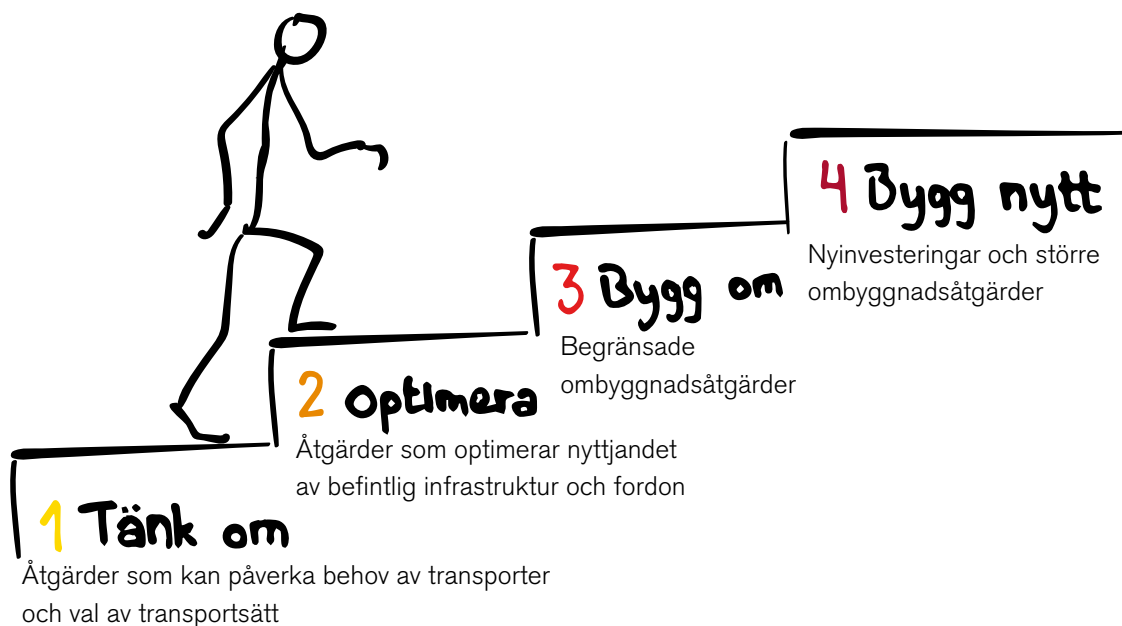 1 Tänk om
Åtgärder som kan påverka behov av transporter
och val av transportsätt
2 Optimera
Åtgärder som optimerar nyttjandet
av befintlig infrastruktur och fordon
3 Bygg om
Begränsade
ombyggnadsåtgärder
4 Bygg nytt
Nyinvesteringar och större
ombyggnadsåtgärder